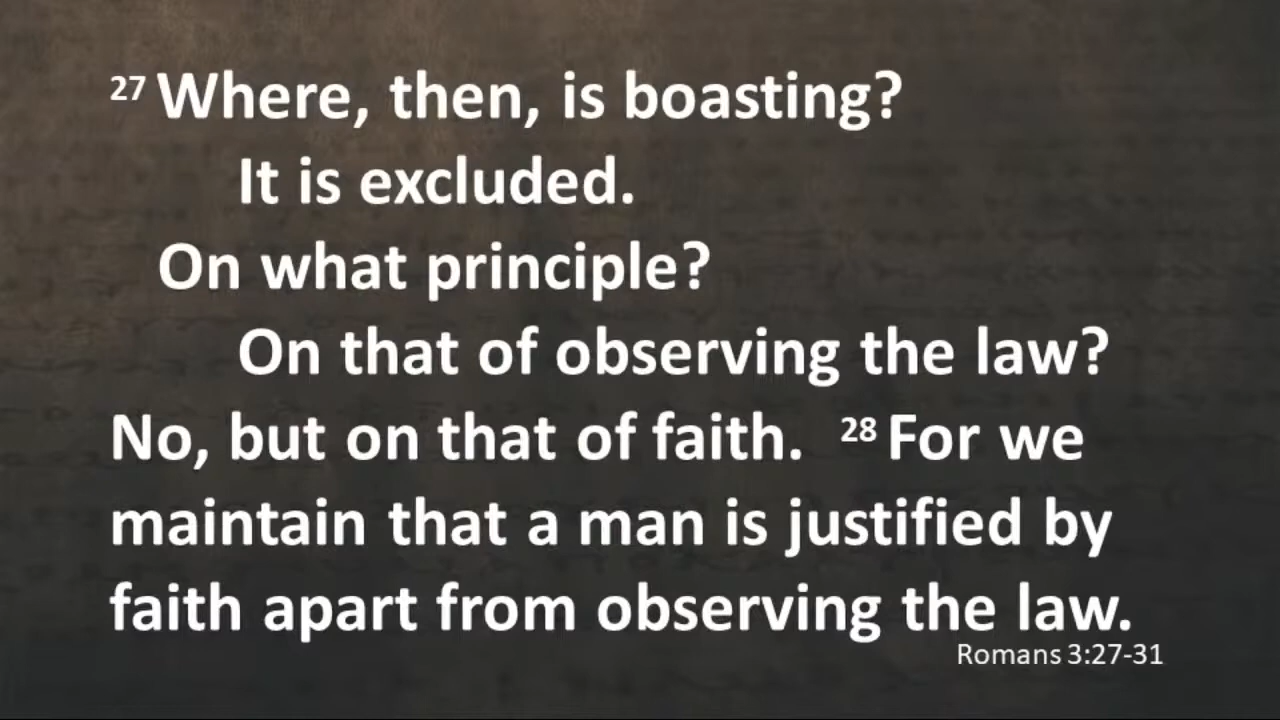 27 Where, then, is boasting?
It is excluded.
On what principle?
On that of observing the law?
No, but on that of faith. 28 For we
maintain that a man is justified by
faith apart from observing the law.
Romans 3:27-31